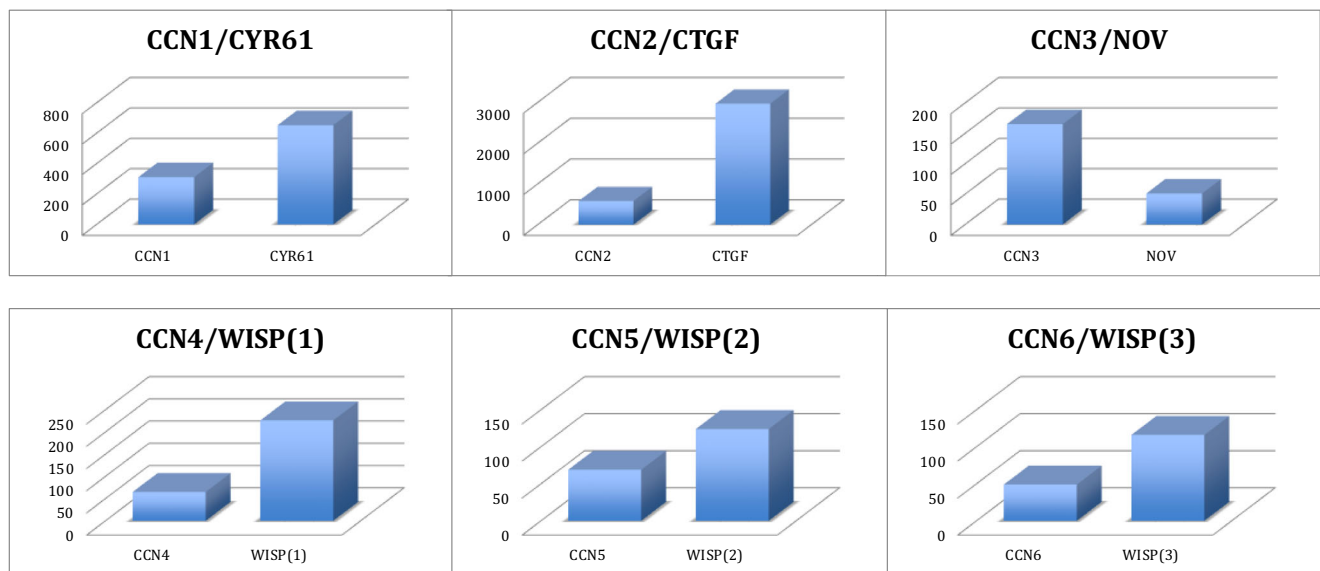 CCN1/CYR61
800
600
400
200
0
CCN1 CYR61
CCN2/CTGF
3000
2000
1000
0
CCN2 CTGF
CCN3/NOV
200
150
100
50
0
CCN3 NOV
CCN4/WISP(1)
250
200
150
100
50
0
CCN4 WISP(1)
CCN5/WISP(2)
150
100
50
0
CCN5 WISP(2)
CCN6/WISP(3)
150
100
50
0
CCN6 WISP(3)